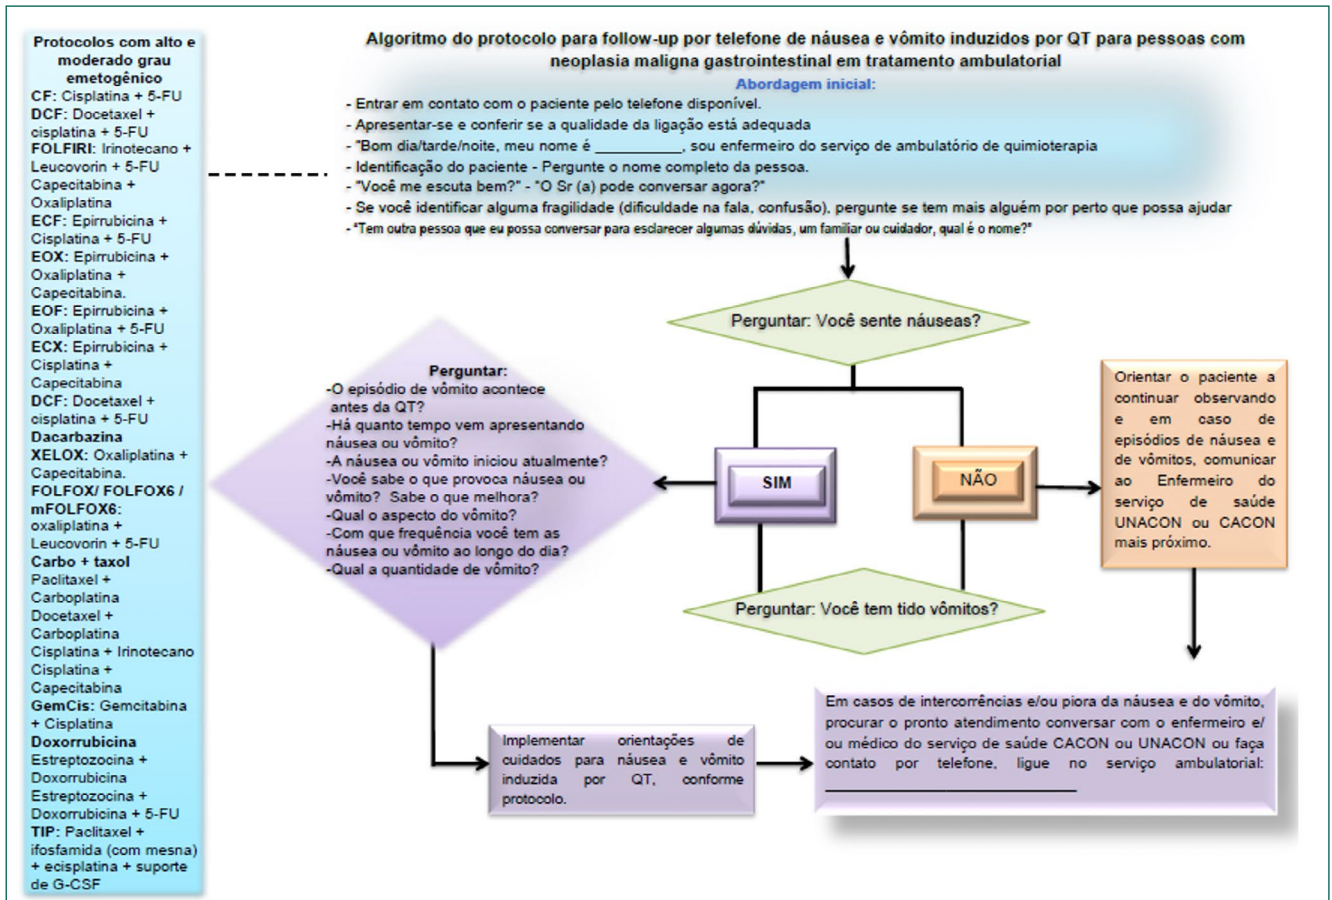 Protocolos com alto e
moderado grau
emetogênico
CF: Cisplatina + 5-FU
DCF: Docetaxel +
cisplatina + 5-FU
FOLFIRI: Irinotecano +
Leucovorin + 5-FU
Capecitabina +
Oxaliplatina
ECF: Epirrubicina +
Cisplatina + 5-FU
EOX: Epirrubicina +
Oxaliplatina +
Capecitabina.
EOF: Epirrubicina +
Oxaliplatina + 5-FU
ECX: Epirrubicina +
Cisplatina +
Capecitabina
DCF: Docetaxel +
cisplatina + 5-FU
Dacarbazina
XELOX: Oxaliplatina +
Capecitabina.
FOLFOX/ FOLFOX6 /
mFOLFOX6:
oxaliplatina +
Leucovorin + 5-FU
Carbo + taxol
Paclitaxel +
Carboplatina
Docetaxel +
Carboplatina
Cisplatina + Irinotecano
Cisplatina +
Capecitabina
GemCis: Gemcitabina
+ Cisplatina
Doxorrubicina
Estreptozocina +
Doxorrubicina
Estreptozocina +
Doxorrubicina + 5-FU
TIP: Paclitaxel +
ifosfamida (com mesna)
+ ecisplatina + suporte
de G-CSF
Algoritmo do protocolo para follow-up por telefone de náusea e vômito induzidos por QT para pessoas com
neoplasia maligna gastrointestinal em tratamento ambulatorial
Abordagem inicial:
- Entrar em contato com o paciente pelo telefone disponível.
- Apresentar-se e conferir se a qualidade da ligação está adequada
- "Bom dia/tarde/noite, meu nome é __________, sou enfermeiro do serviço de ambulatório de quimioterapia
- Identificação do paciente - Pergunte o nome completo da pessoa.
- "Você me escuta bem?" - "O Sr (a) pode conversar agora?"
- Se você identificar alguma fragilidade (dificuldade na fala, confusão), pergunte se tem mais alguém por perto que possa ajudar
- "Tem outra pessoa que eu possa conversar para esclarecer algumas dúvidas, um familiar ou cuidador, qual é o nome?"
Perguntar: Você sente náuseas?
SIM
NÃO
Perguntar: Você tem tido vômitos?
Perguntar:
-O episódio de vômito acontece
antes da QT?
-Há quanto tempo vem apresentando
náusea ou vômito?
-A náusea ou vômito iniciou atualmente?
-Você sabe o que provoca náusea ou
vômito? Sabe o que melhora?
-Qual o aspecto do vômito?
-Com que frequência você tem as
náusea ou vômito ao longo do dia?
-Qual a quantidade de vômito?
Orientar o paciente a
continuar observando
e em caso de
episódios de náusea e
de vômitos, comunicar
ao Enfermeiro do
serviço de saúde
UNACON ou CACON
mais próximo.
Implementar orientações de
cuidados para náusea e vômito
induzida por QT, conforme
protocolo.
Em casos de intercorrências e/ou piora da náusea e do vômito,
procurar o pronto atendimento conversar com o enfermeiro e/
ou médico do serviço de saúde CACON ou UNACON ou faça
contato por telefone, ligue no serviço ambulatorial:
______________________________